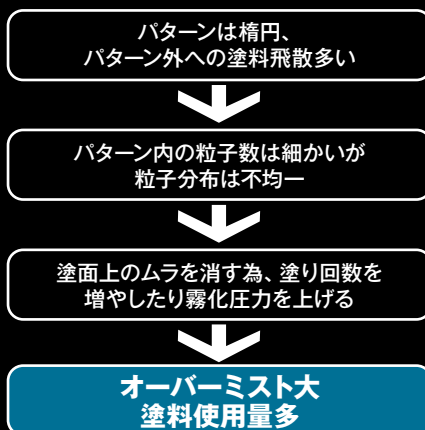 パターンは楕円、
パターン外への塗料飛散多い
パターン内の粒子数は細かいが
粒子分布は不均一
塗面上のムラを消す為、塗り回数を
増やしたり霧化圧力を上げる
オーバーミスト大
塗料使用量多